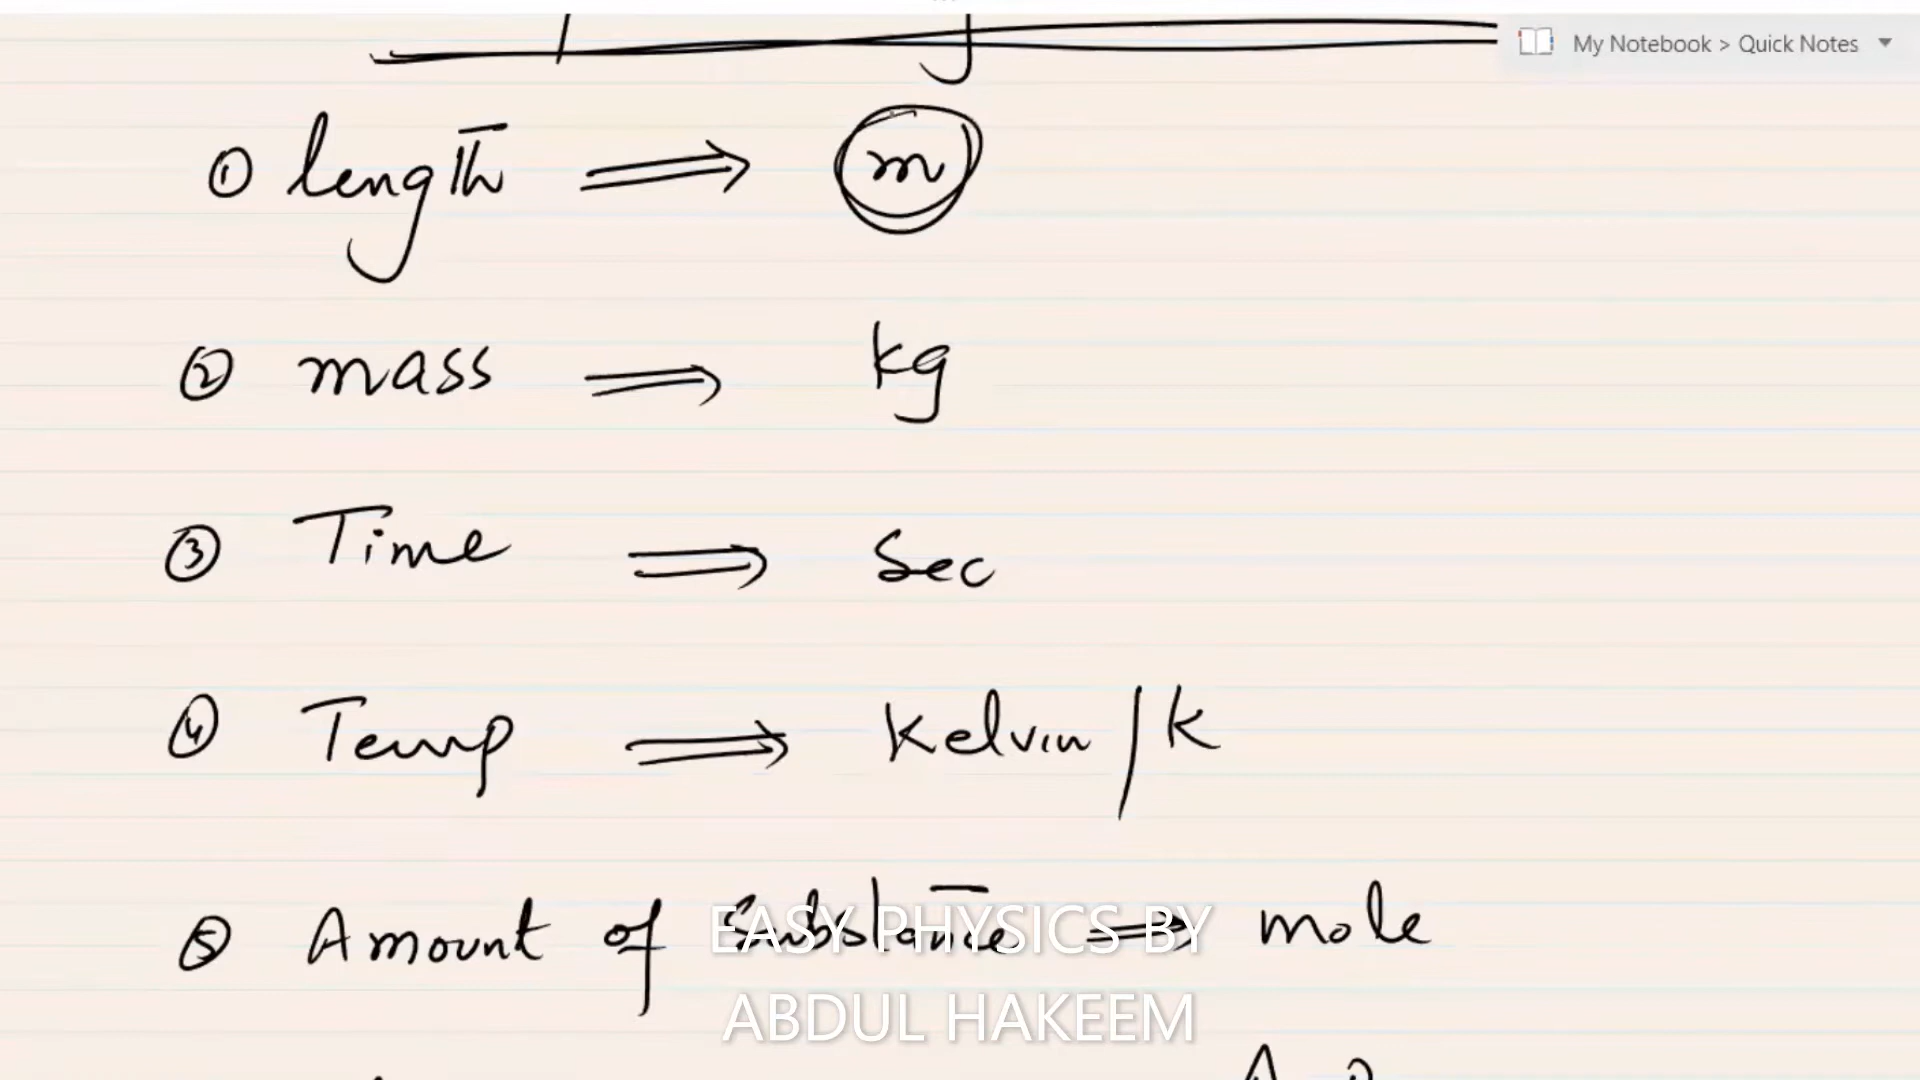 My Notebook > Quick Notes
① length ⟹ m
② mass ⟹ kg
③ Time ⟹ Sec
④ Temp ⟹ Kelvin / K
⑤ Amount of Substance ⟹ mole
EASY PHYSICS BY
ABDUL HAKEEM